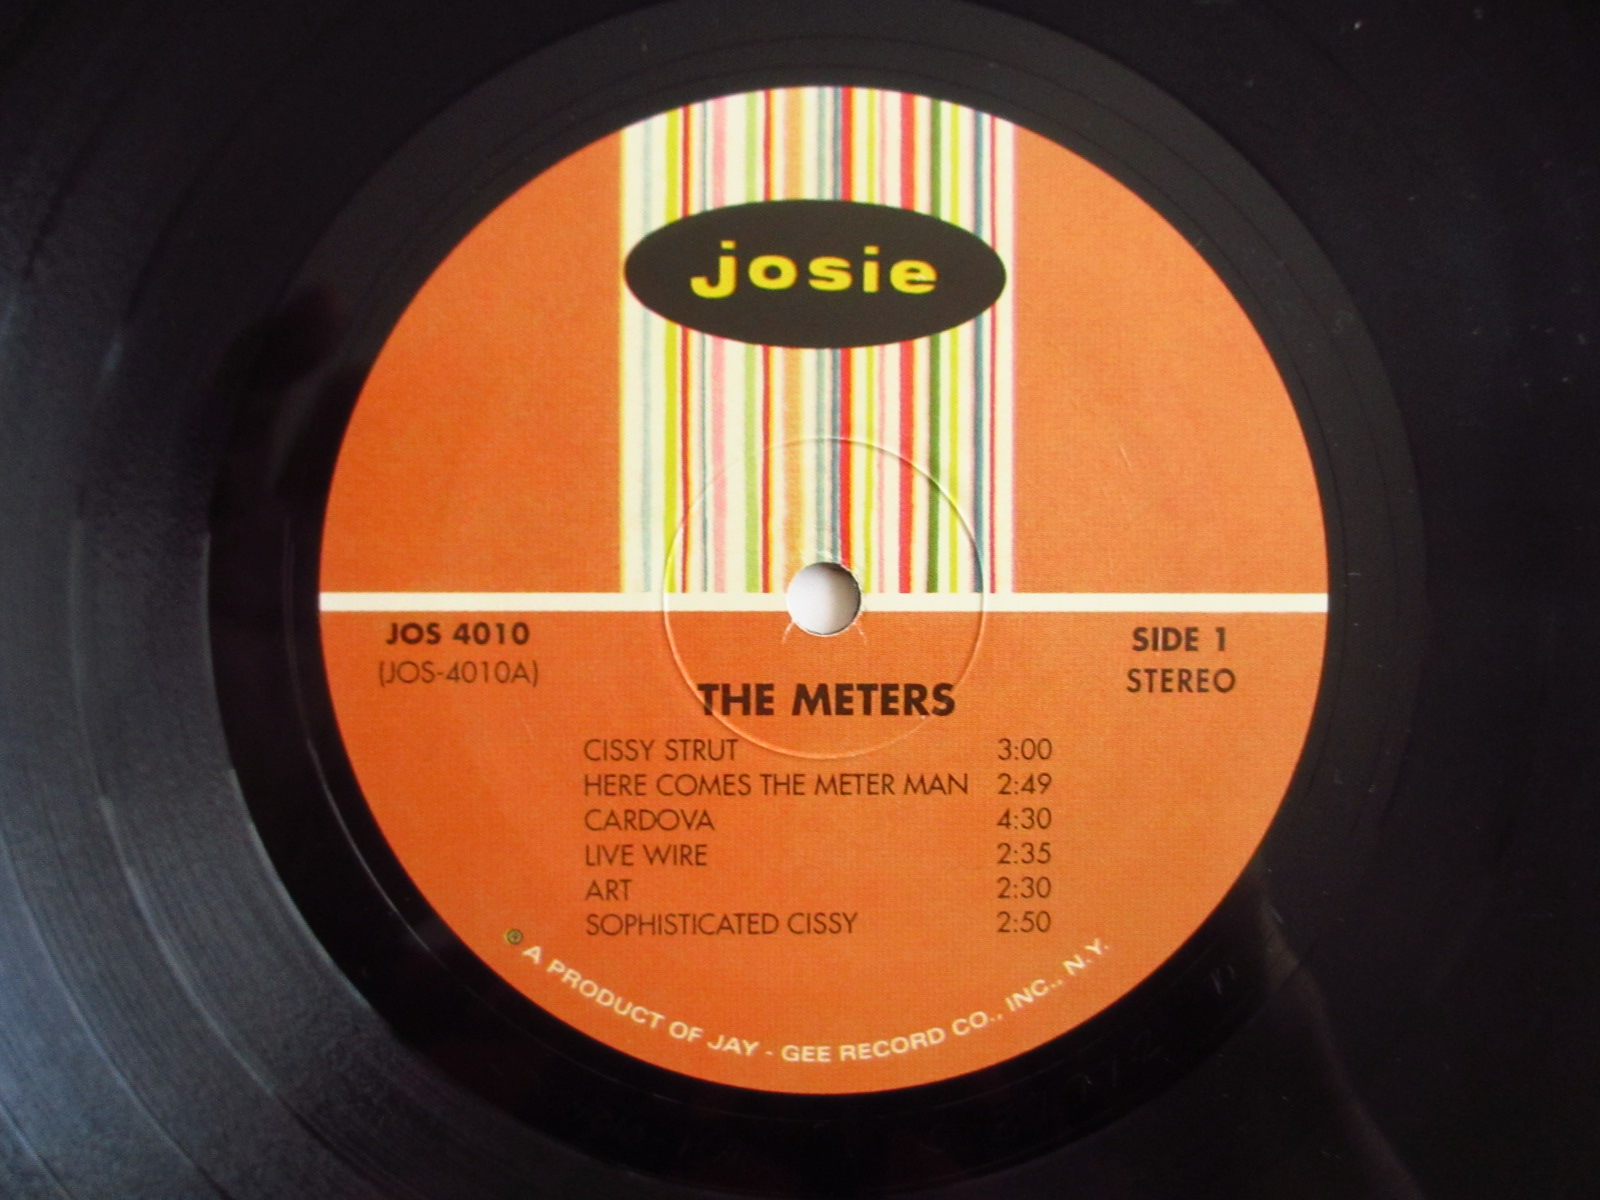 josie
JOS 4010
(JOS-4010A)
SIDE 1
STEREO
THE METERS
CISSY STRUT 3:00
HERE COMES THE METER MAN 2:49
CARDOVA 4:30
LIVE WIRE 2:35
ART 2:30
SOPHISTICATED CISSY 2:50
℗ A PRODUCT OF JAY - GEE RECORD CO., INC., N.Y.